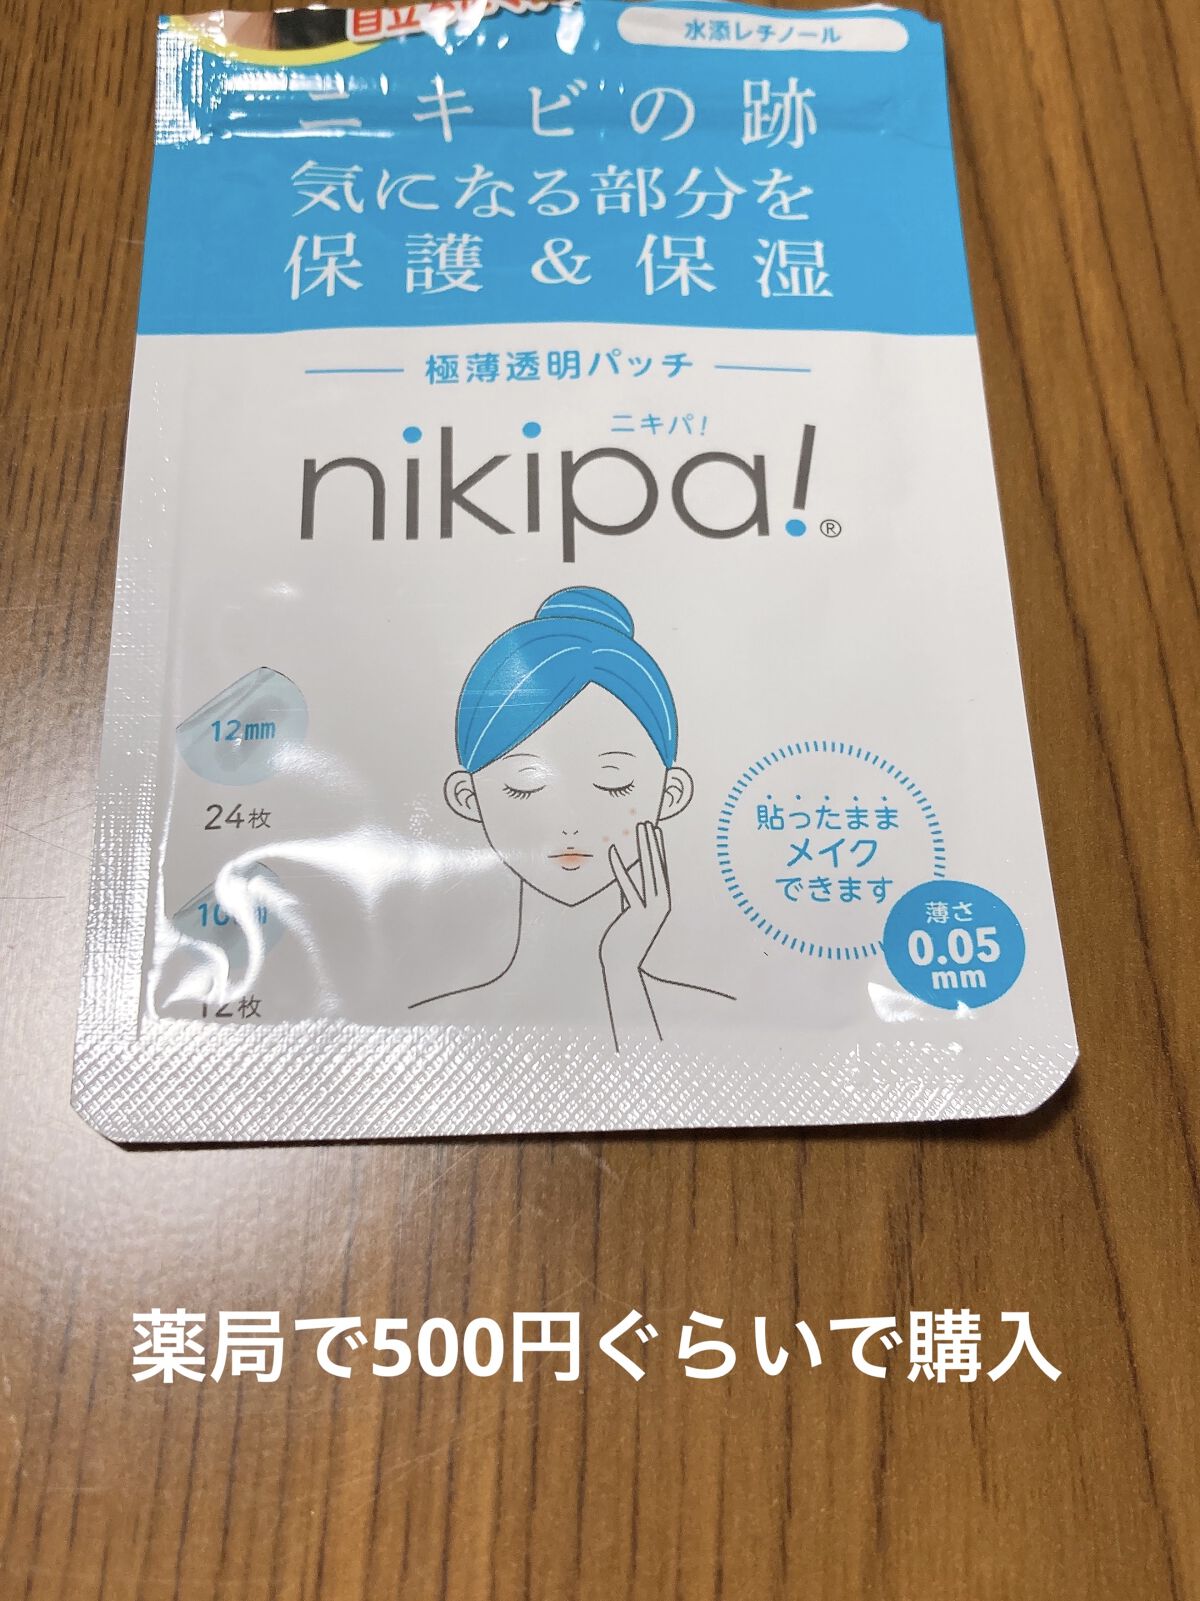 水添レチノール
ニキビの跡
気になる部分を
保護&保湿
極薄透明パッチ
ニキパ!
nikipa!®
12mm
24枚
10mm
12枚
貼ったまま
メイク
できます
薄さ
0.05
mm
薬局で500円ぐらいで購入